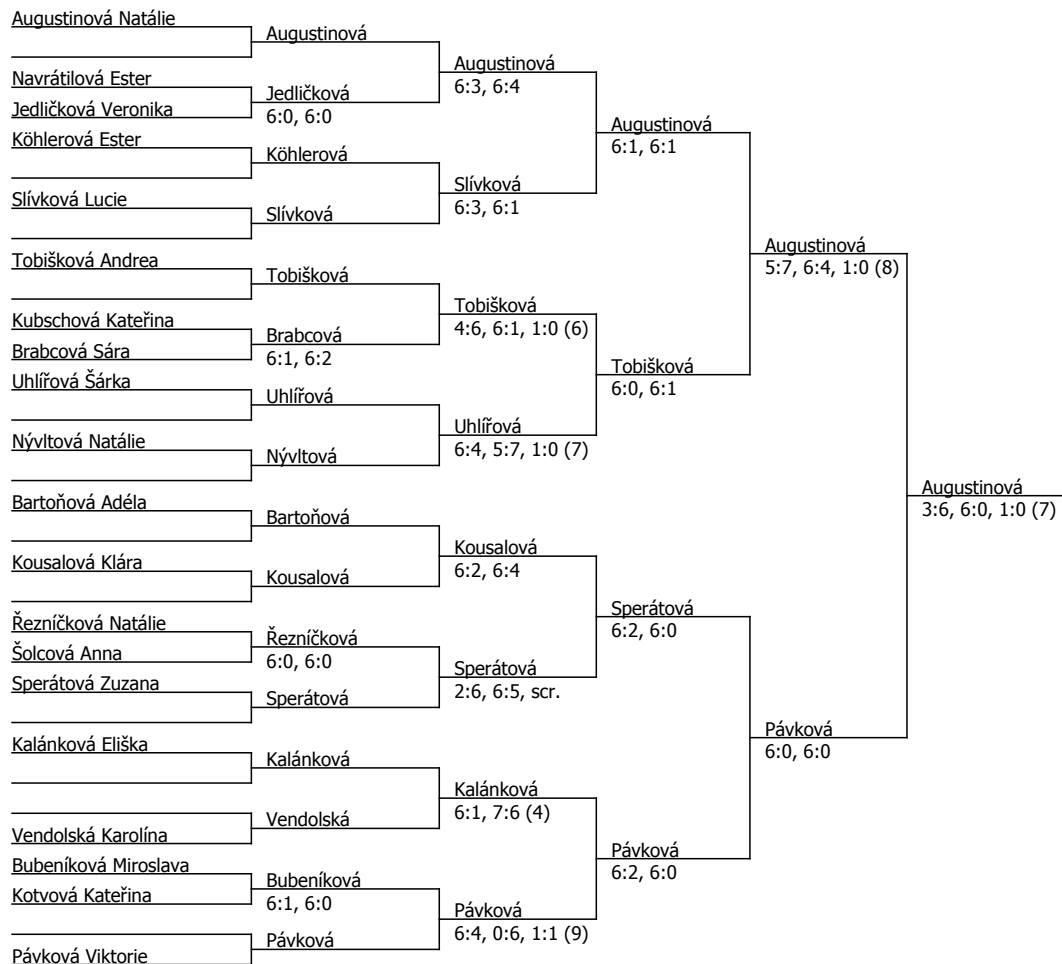 Augustinová Natálie
Navrátilová Ester
Jedličková Veronika
Köhlerová Ester
Slívková Lucie
Tobišková Andrea
Kubschová Kateřina
Brabcová Sára
Uhlířová Šárka
Nývltová Natálie
Bartoňová Adéla
Kousalová Klára
Řezníčková Natálie
Šolcová Anna
Sperátová Zuzana
Kalánková Eliška
Vendolská Karolína
Bubeníková Miroslava
Kotvová Kateřina
Pávková Viktorie
Augustinová
Jedličková
6:0, 6:0
Köhlerová
Slívková
Tobišková
Brabcová
6:1, 6:2
Uhlířová
Nývltová
Bartoňová
Kousalová
Řezníčková
6:0, 6:0
Sperátová
Kalánková
Vendolská
Bubeníková
6:1, 6:0
Pávková
Augustinová
6:3, 6:4
Slívková
6:3, 6:1
Tobišková
4:6, 6:1, 1:0 (6)
Uhlířová
6:4, 5:7, 1:0 (7)
Kousalová
6:2, 6:4
Sperátová
2:6, 6:5, scr.
Kalánková
6:1, 7:6 (4)
Pávková
6:4, 0:6, 1:1 (9)
Augustinová
6:1, 6:1
Tobišková
6:0, 6:1
Sperátová
6:2, 6:0
Pávková
6:2, 6:0
Augustinová
5:7, 6:4, 1:0 (8)
Pávková
6:0, 6:0
Augustinová
3:6, 6:0, 1:0 (7)